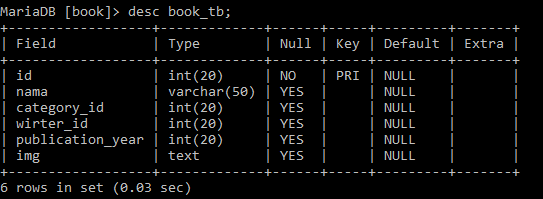 MariaDB [book]> desc book_tb;
+------------------+-------------+------+-----+---------+-------+
| Field            | Type        | Null | Key | Default | Extra |
+------------------+-------------+------+-----+---------+-------+
| id               | int(20)     | NO   | PRI | NULL    |       |
| nama             | varchar(50) | YES  |     | NULL    |       |
| category_id      | int(20)     | YES  |     | NULL    |       |
| wirter_id        | int(20)     | YES  |     | NULL    |       |
| publication_year | int(20)     | YES  |     | NULL    |       |
| img              | text        | YES  |     | NULL    |       |
+------------------+-------------+------+-----+---------+-------+
6 rows in set (0.03 sec)